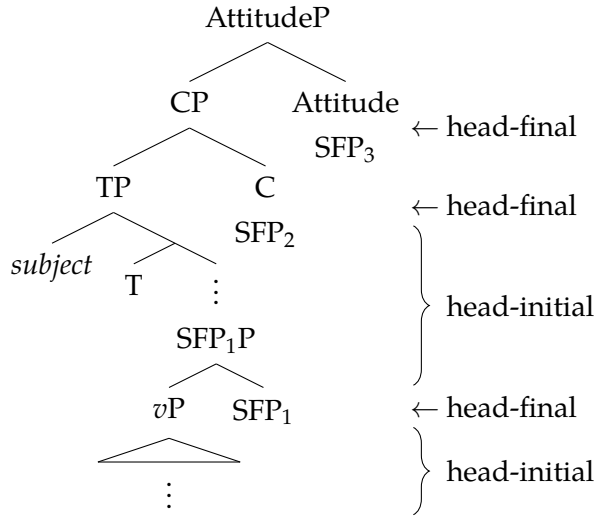 AttitudeP
CP Attitude
SFP₃ ← head-final
TP C
SFP₂ ← head-final
subject T ⋮
head-initial
SFP₁P
vP SFP₁ ← head-final
head-initial
⋮